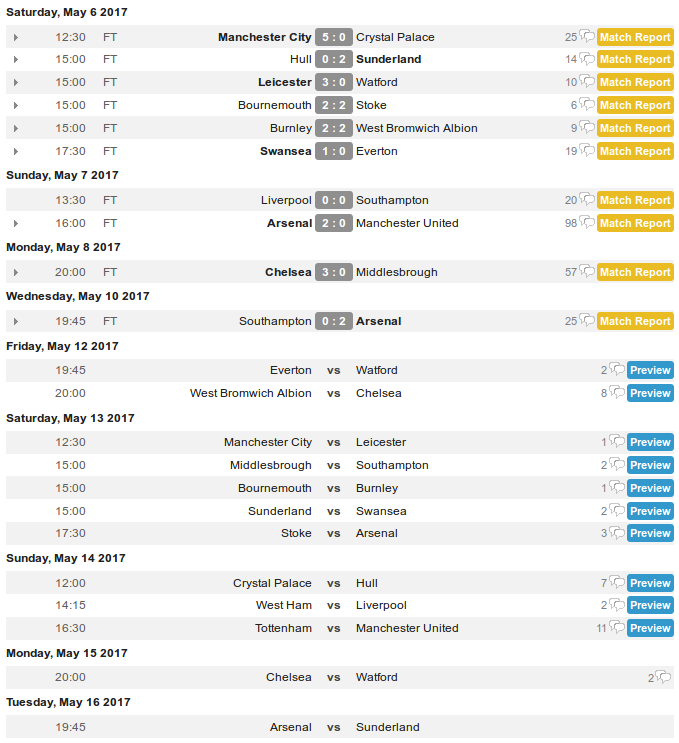 Saturday, May 6 2017
12:30 FT Manchester City 5 : 0 Crystal Palace 25 Match Report
15:00 FT Hull 0 : 2 Sunderland 14 Match Report
15:00 FT Leicester 3 : 0 Watford 10 Match Report
15:00 FT Bournemouth 2 : 2 Stoke 6 Match Report
15:00 FT Burnley 2 : 2 West Bromwich Albion 9 Match Report
17:30 FT Swansea 1 : 0 Everton 19 Match Report
Sunday, May 7 2017
13:30 FT Liverpool 0 : 0 Southampton 20 Match Report
16:00 FT Arsenal 2 : 0 Manchester United 98 Match Report
Monday, May 8 2017
20:00 FT Chelsea 3 : 0 Middlesbrough 57 Match Report
Wednesday, May 10 2017
19:45 FT Southampton 0 : 2 Arsenal 25 Match Report
Friday, May 12 2017
19:45 Everton vs Watford 2 Preview
20:00 West Bromwich Albion vs Chelsea 8 Preview
Saturday, May 13 2017
12:30 Manchester City vs Leicester 1 Preview
15:00 Middlesbrough vs Southampton 2 Preview
15:00 Bournemouth vs Burnley 1 Preview
15:00 Sunderland vs Swansea 2 Preview
17:30 Stoke vs Arsenal 3 Preview
Sunday, May 14 2017
12:00 Crystal Palace vs Hull 7 Preview
14:15 West Ham vs Liverpool 2 Preview
16:30 Tottenham vs Manchester United 11 Preview
Monday, May 15 2017
20:00 Chelsea vs Watford 2
Tuesday, May 16 2017
19:45 Arsenal vs Sunderland